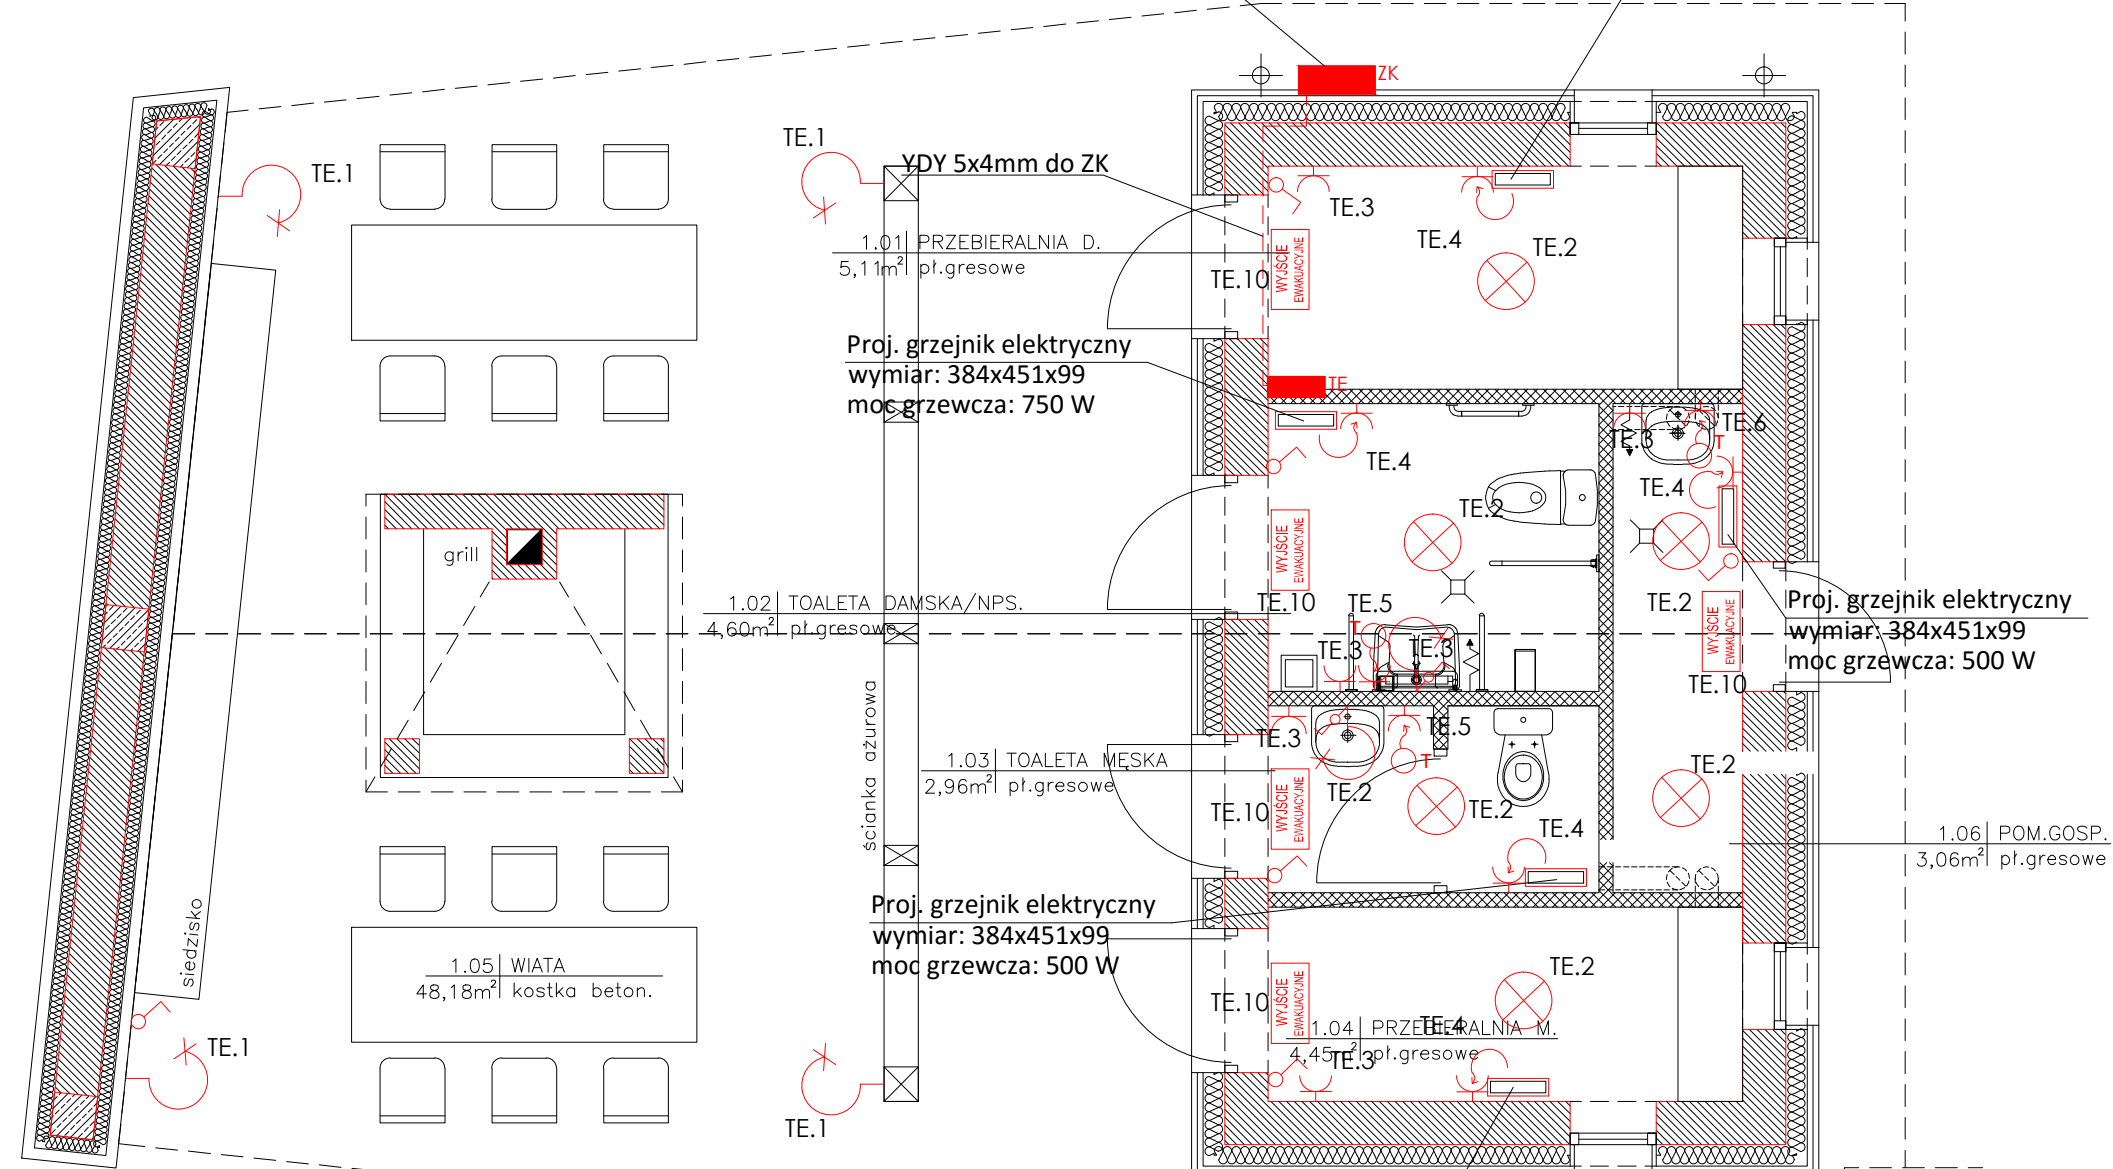 ZK
TE.1
TE.1
YDY 5x4mm do ZK
TE.3
TE.4
TE.2
1.01 PRZEBIERALNIA D.
5,11m² pł.gresowe
TE.10
WYJŚCIE
EWAKUACYJNE
Proj. grzejnik elektryczny
wymiar: 384x451x99
moc grzewcza: 750 W
TE
TE.4
TE.3
TE.6
T
TE.4
TE.2
grill
WYJŚCIE
EWAKUACYJNE
TE.10
TE.5
TE.2
1.02 TOALETA DAMSKA/NPS.
4,60m² pł.gresowe
T
TE.3
TE.3
WYJŚCIE
EWAKUACYJNE
TE.10
Proj. grzejnik elektryczny
wymiar: 384x451x99
moc grzewcza: 500 W
ścianka ażurowa
TE.3
TE.5
T
1.03 TOALETA MĘSKA
2,96m² pł.gresowe
TE.2
TE.2
TE.2
TE.10
WYJŚCIE
EWAKUACYJNE
TE.4
1.06 POM.GOSP.
3,06m² pł.gresowe
Proj. grzejnik elektryczny
wymiar: 384x451x99
moc grzewcza: 500 W
siedzisko
1.05 WIATA
48,18m² kostka beton.
TE.2
TE.10
WYJŚCIE
EWAKUACYJNE
1.04 PRZEBIERALNIA M.
4,45m² pł.gresowe
TE.4
TE.3
TE.1
TE.1